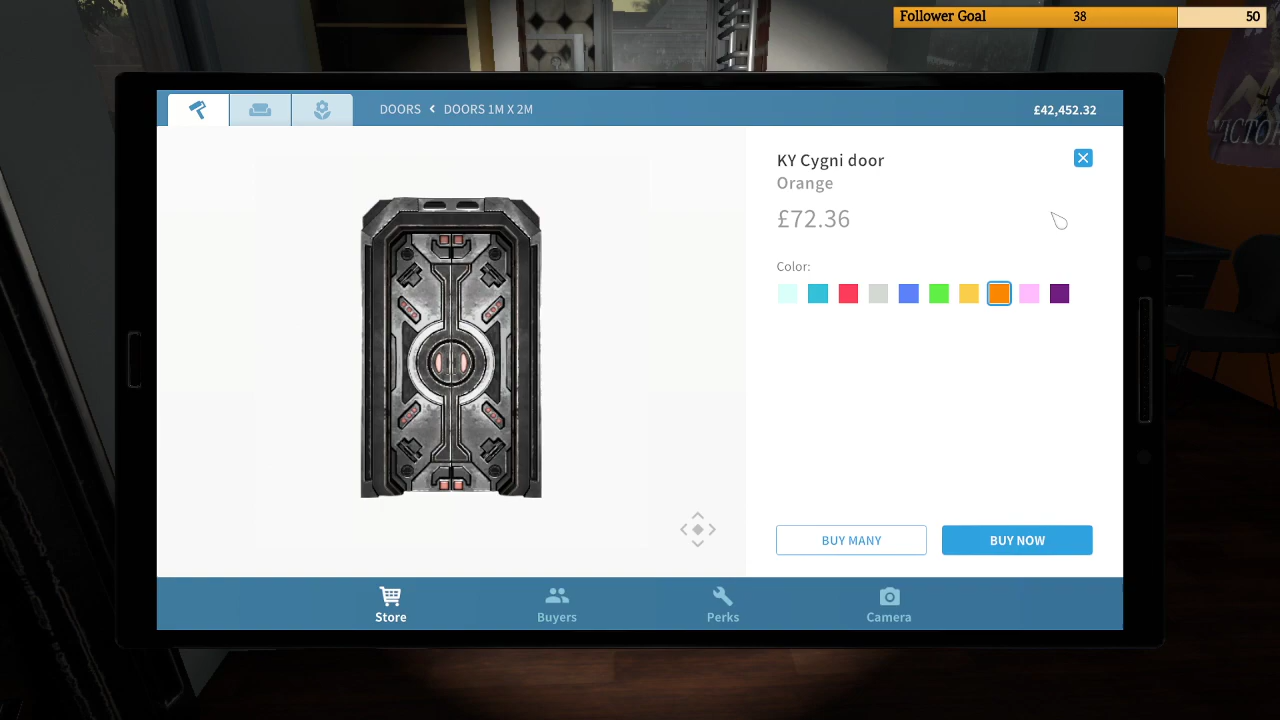 Follower Goal 38 50
DOORS DOORS 1M X 2M £42,452.32
VICTOR
KY Cygni door
Orange
£72.36
Color:
BUY MANY BUY NOW
Store Buyers Perks Camera